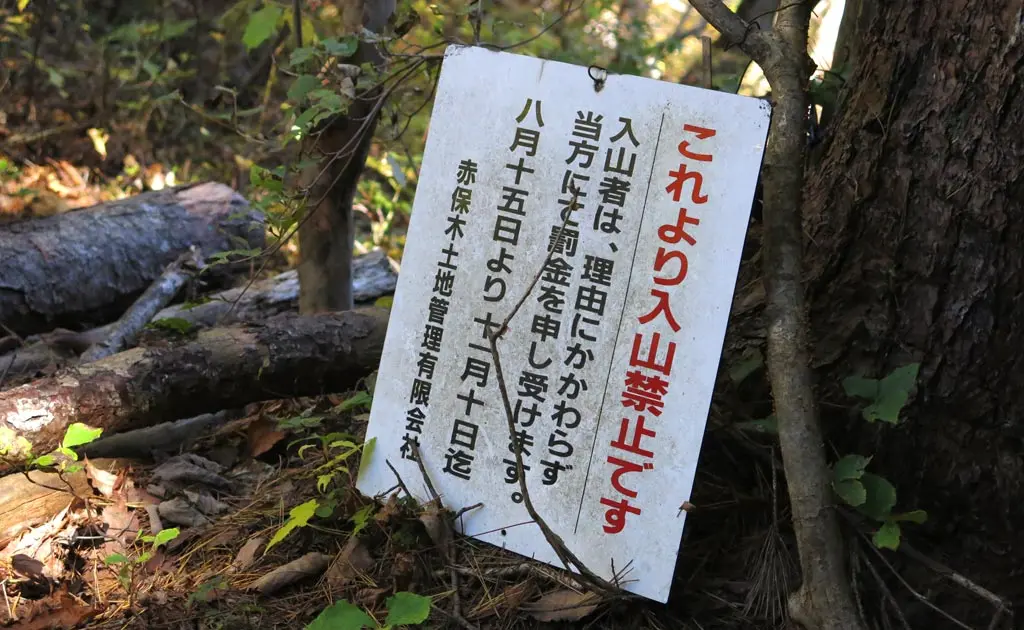 これより入山禁止です
入山者は、理由にかかわらず
当方にて罰金を申し受けます。
八月十五日より十一月十日迄
赤保木土地管理有限会社